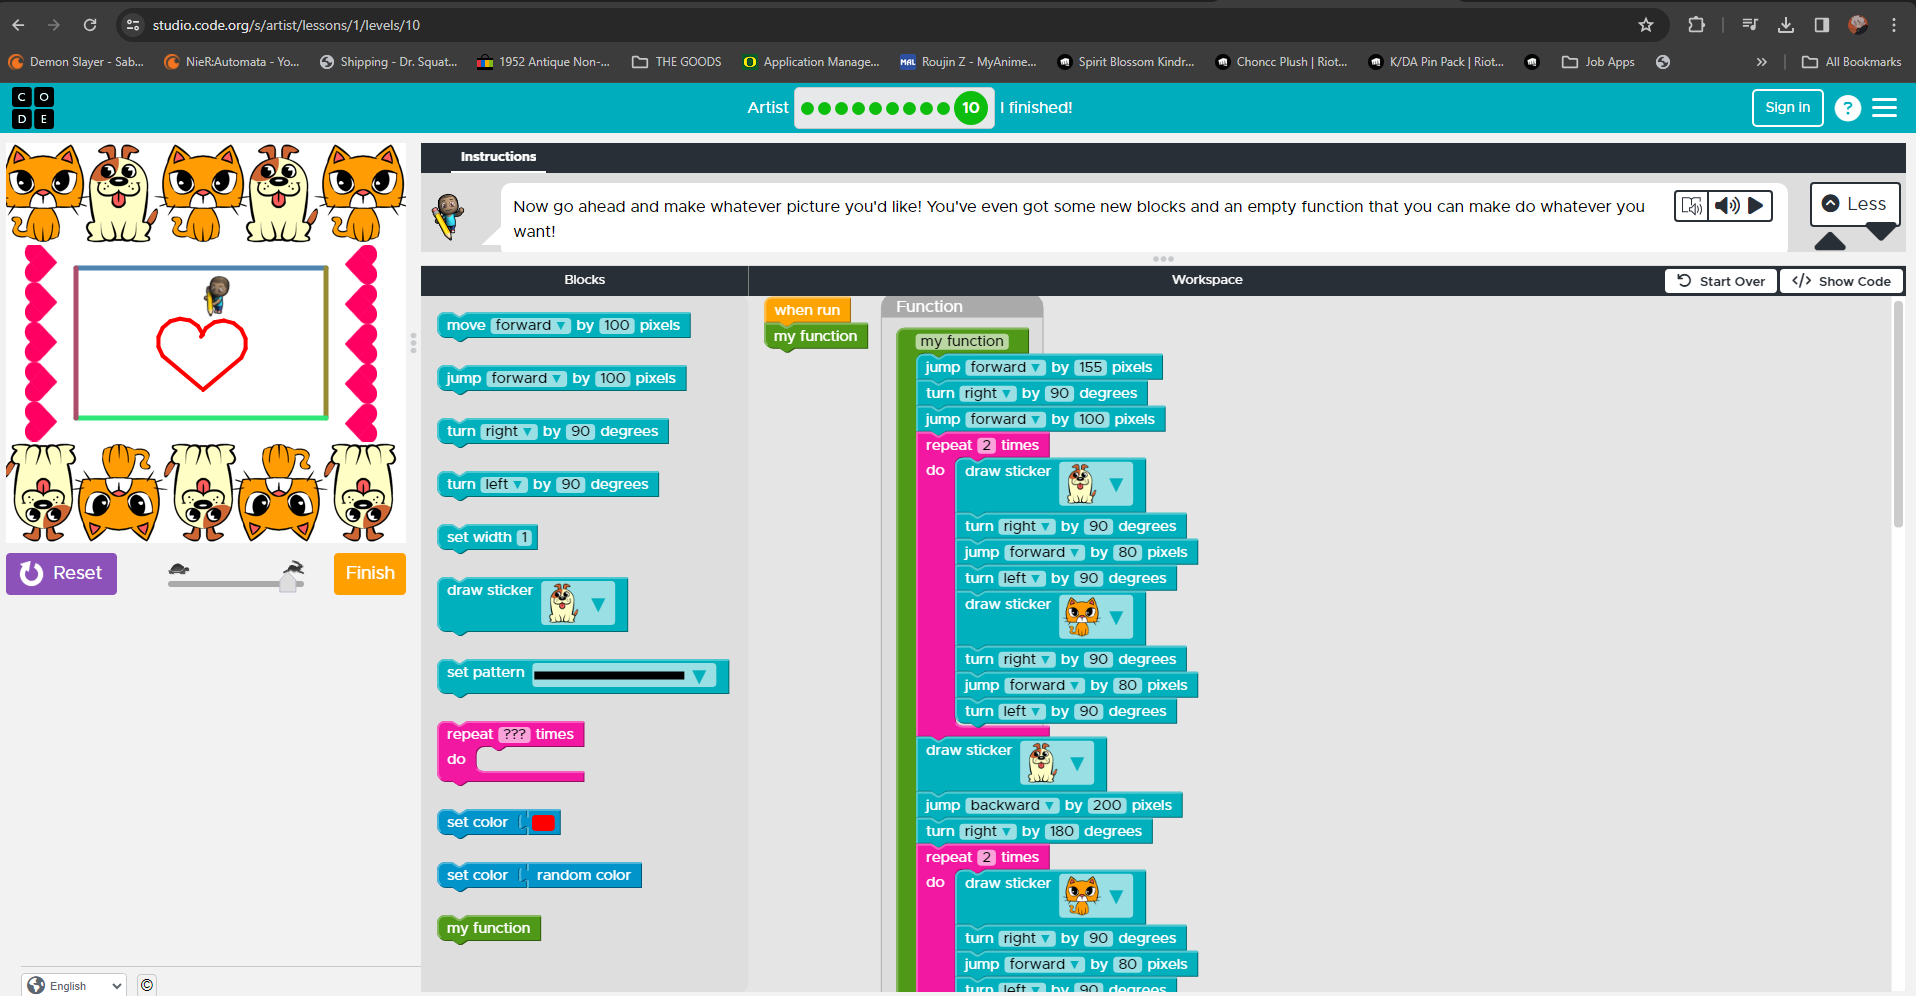 studio.code.org/s/artist/lessons/1/levels/10
Demon Slayer - Sab...
NieR:Automata - Yo...
Shipping - Dr. Squat...
1952 Antique Non-...
THE GOODS
Application Manage...
MAL Roujin Z - MyAnime...
Spirit Blossom Kindr...
Choncc Plush | Riot...
K/DA Pin Pack | Riot...
Job Apps
»
All Bookmarks
C O
D E
Artist
10
I finished!
Sign in
?
Instructions
Now go ahead and make whatever picture you'd like! You've even got some new blocks and an empty function that you can make do whatever you
want!
Less
Blocks
Workspace
Start Over
</> Show Code
Reset
Finish
English
©
move forward by 100 pixels
jump forward by 100 pixels
turn right by 90 degrees
turn left by 90 degrees
set width 1
draw sticker
set pattern
repeat ??? times
do
set color
set color random color
my function
when run
my function
Function
my function
jump forward by 155 pixels
turn right by 90 degrees
jump forward by 100 pixels
repeat 2 times
do draw sticker
turn right by 90 degrees
jump forward by 80 pixels
turn left by 90 degrees
draw sticker
turn right by 90 degrees
jump forward by 80 pixels
turn left by 90 degrees
draw sticker
jump backward by 200 pixels
turn right by 180 degrees
repeat 2 times
do draw sticker
turn right by 90 degrees
jump forward by 80 pixels
turn left by 90 degrees